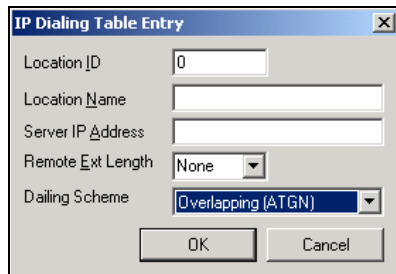 IP Dialing Table Entry
Location ID 0
Location Name
Server IP Address
Remote Ext Length None
Dailing Scheme Overlapping (ATGN)
OK Cancel